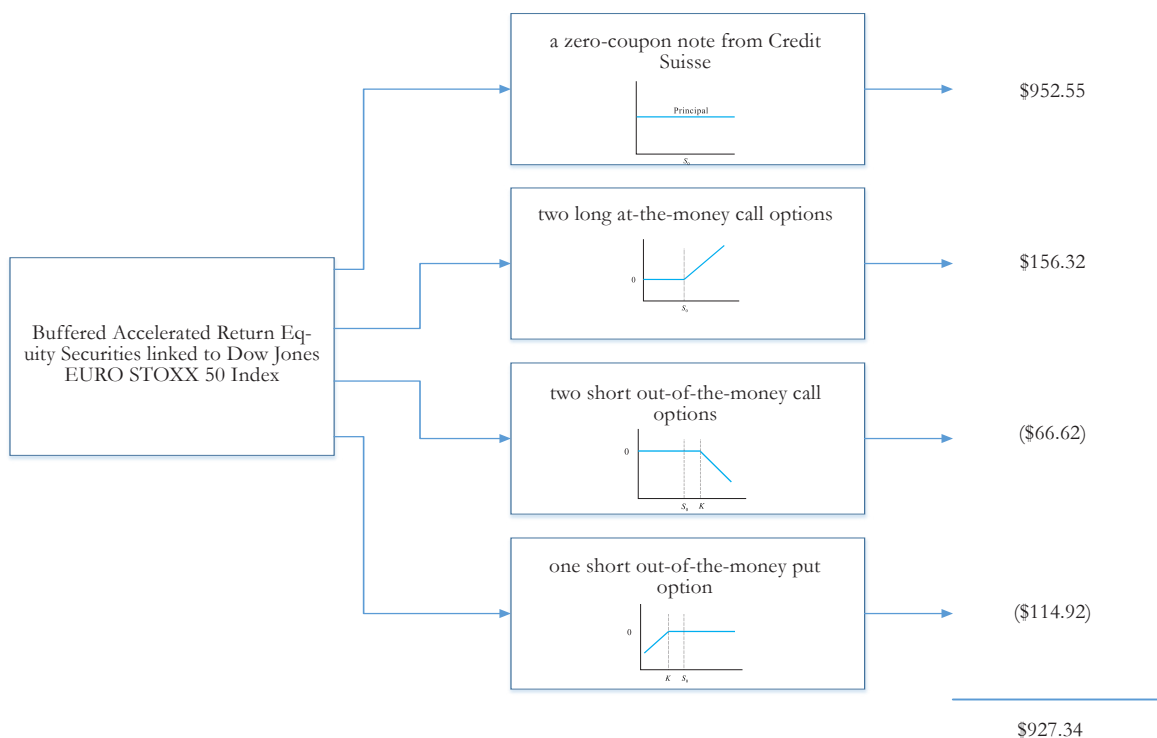 a zero-coupon note from Credit
Suisse
Principal
S₀
$952.55
two long at-the-money call options
0
S₀
$156.32
Buffered Accelerated Return Eq-
uity Securities linked to Dow Jones
EURO STOXX 50 Index
two short out-of-the-money call
options
0
S₀ K
($66.62)
one short out-of-the-money put
option
0
K S₀
($114.92)
$927.34